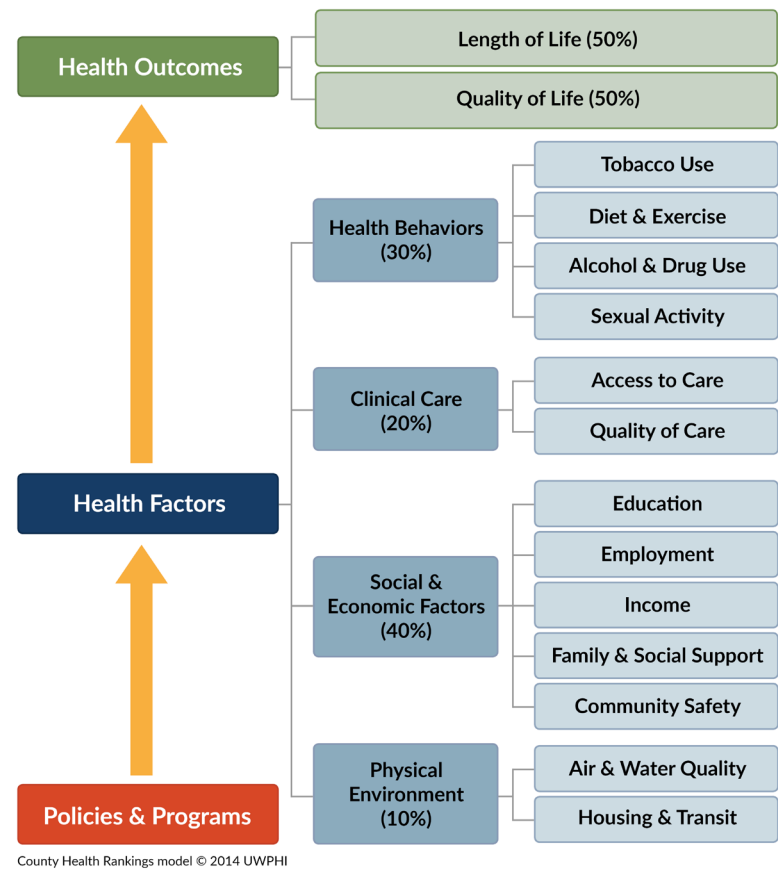 Health Outcomes
Length of Life (50%)
Quality of Life (50%)
Health Factors
Health Behaviors
(30%)
Tobacco Use
Diet & Exercise
Alcohol & Drug Use
Sexual Activity
Clinical Care
(20%)
Access to Care
Quality of Care
Social &
Economic Factors
(40%)
Education
Employment
Income
Family & Social Support
Community Safety
Physical
Environment
(10%)
Air & Water Quality
Housing & Transit
Policies & Programs
County Health Rankings model © 2014 UWPHI